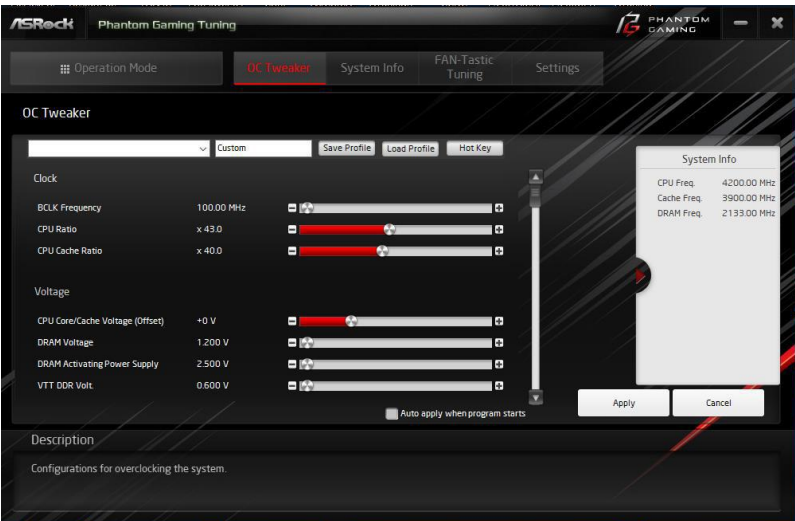 ASRock
Phantom Gaming Tuning
PHANTOM
GAMING
Operation Mode
OC Tweaker
System Info
FAN-Tastic
Tuning
Settings
OC Tweaker
Custom
Save Profile
Load Profile
Hot Key
Clock
BCLK Frequency 100.00 MHz
CPU Ratio x 43.0
CPU Cache Ratio x 40.0
Voltage
CPU Core/Cache Voltage (Offset) +0 V
DRAM Voltage 1.200 V
DRAM Activating Power Supply 2.500 V
VTT DDR Volt. 0.600 V
Auto apply when program starts
System Info
CPU Freq. 4200.00 MHz
Cache Freq. 3900.00 MHz
DRAM Freq. 2133.00 MHz
Apply
Cancel
Description
Configurations for overclocking the system.